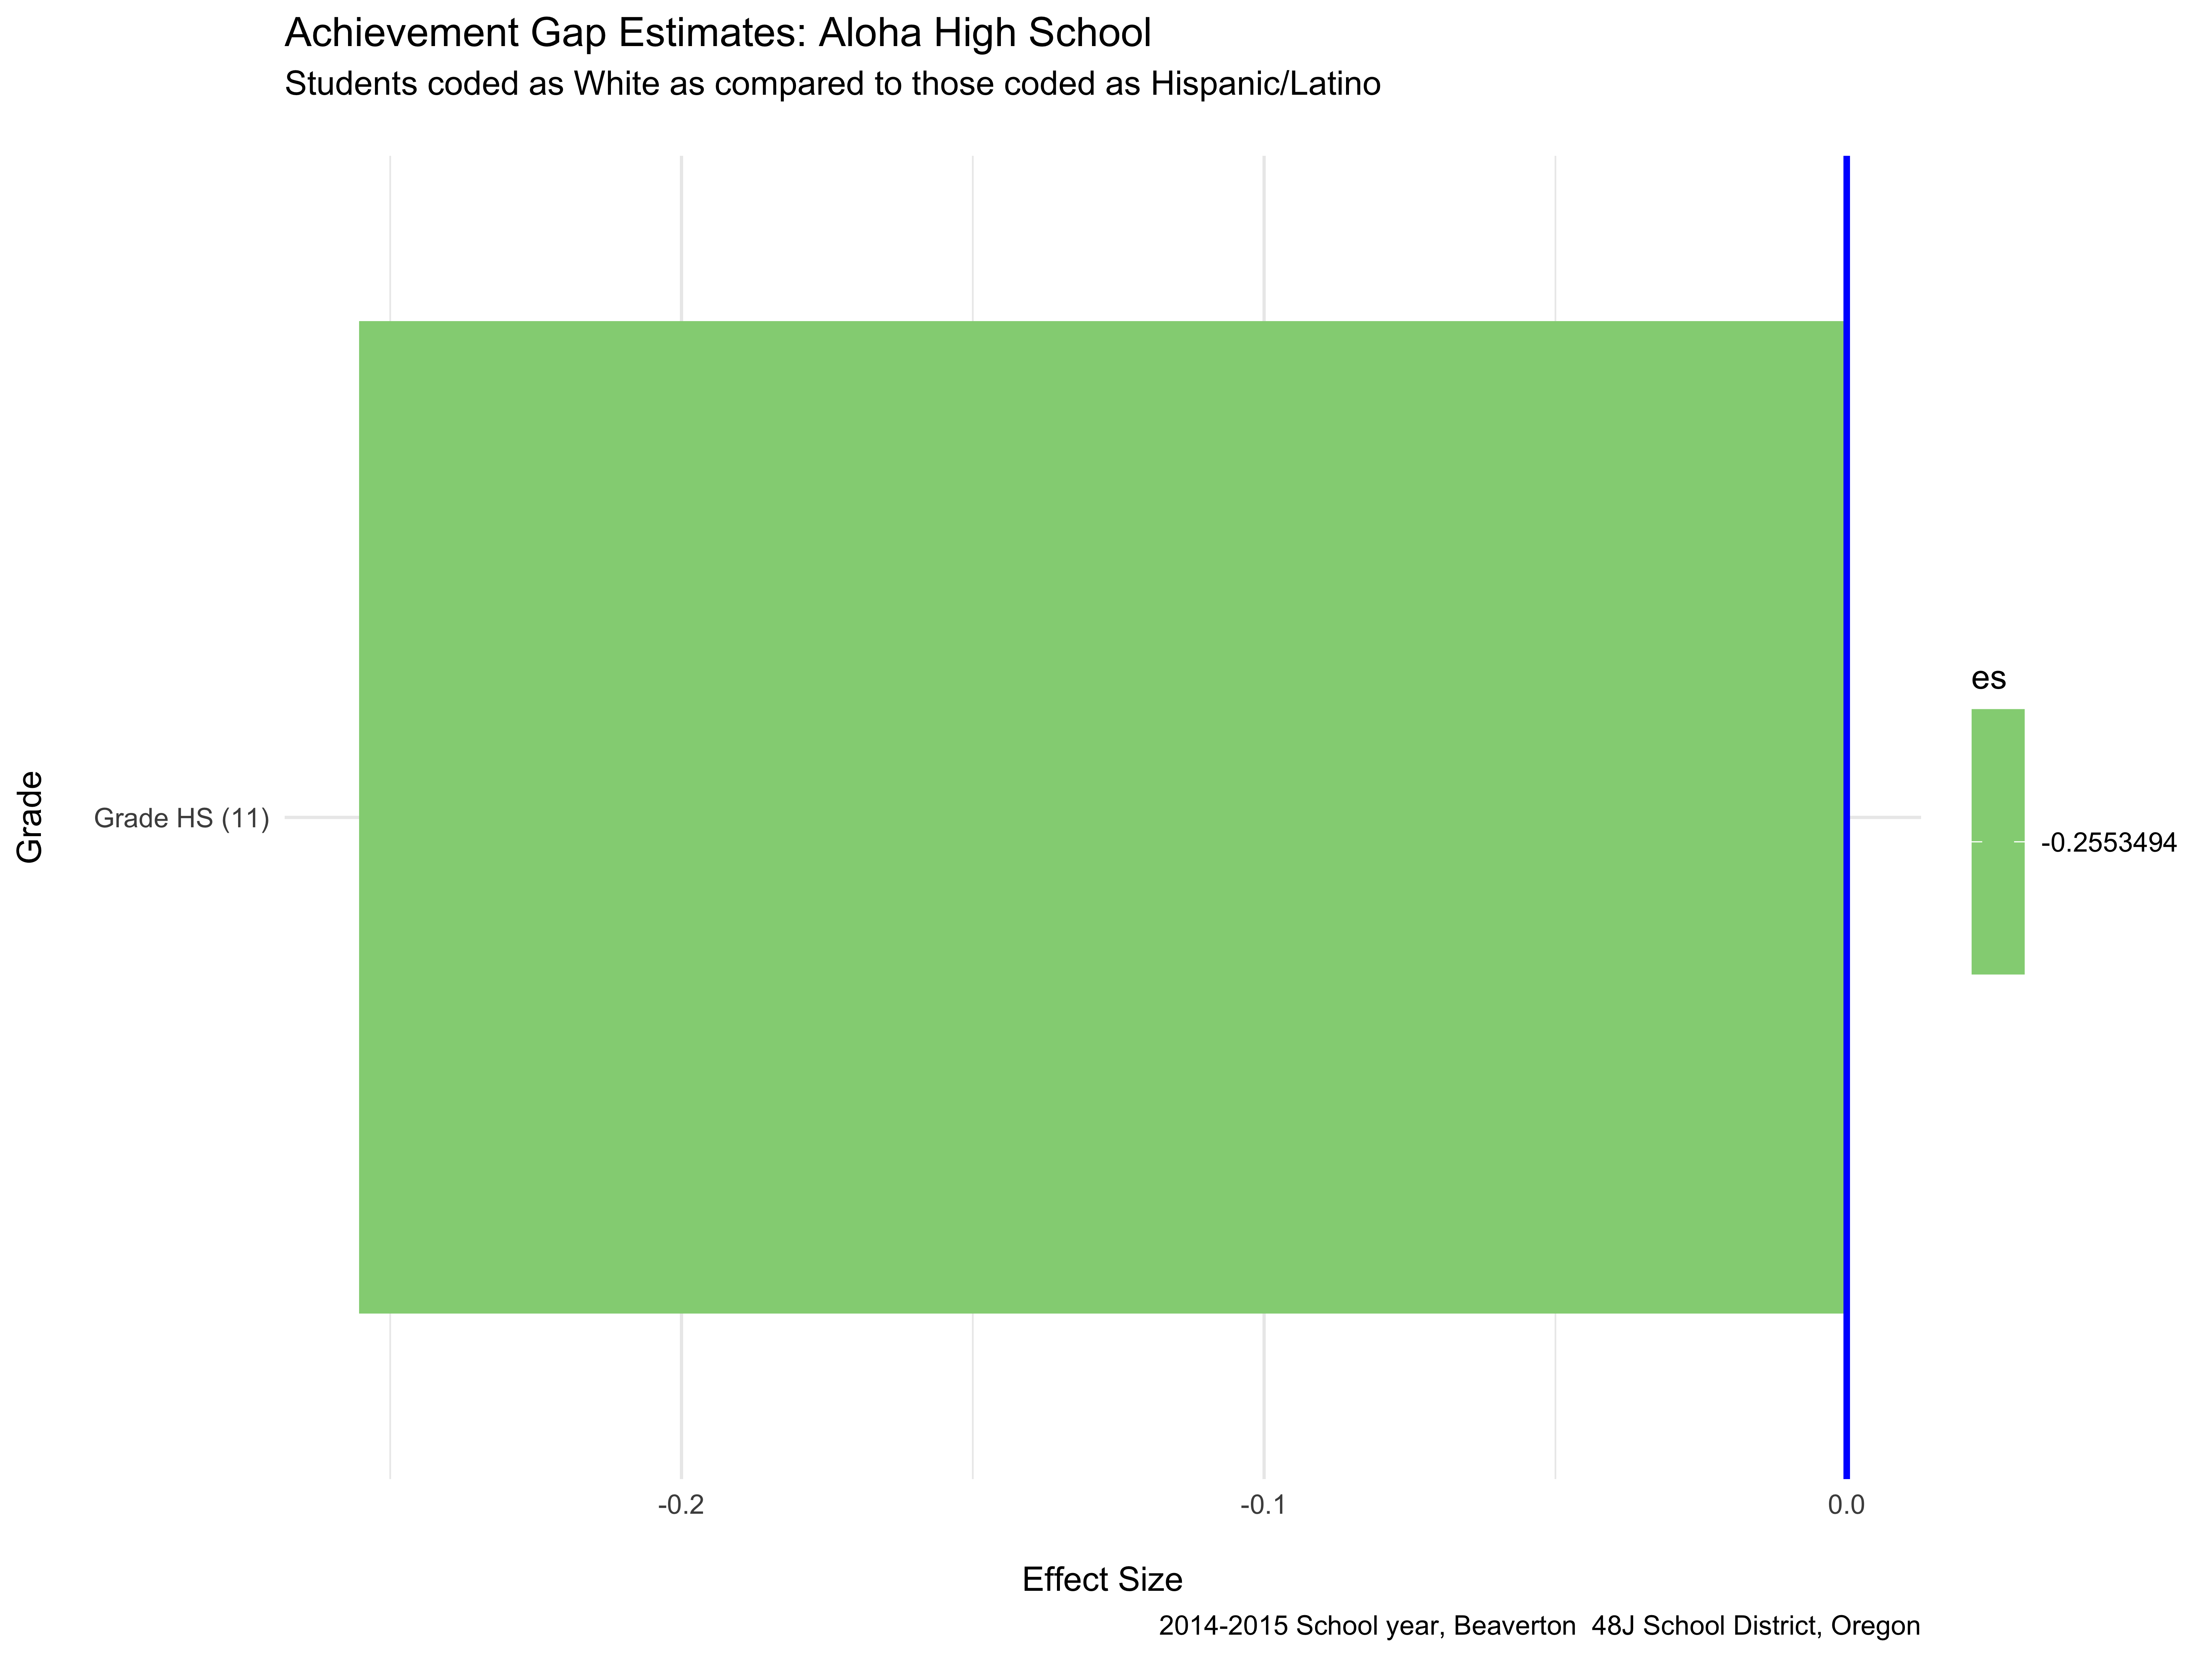 Achievement Gap Estimates: Aloha High School
Students coded as White as compared to those coded as Hispanic/Latino
Grade
Grade HS (11)
es
-0.2553494
-0.2
-0.1
0.0
Effect Size
2014-2015 School year, Beaverton  48J School District, Oregon